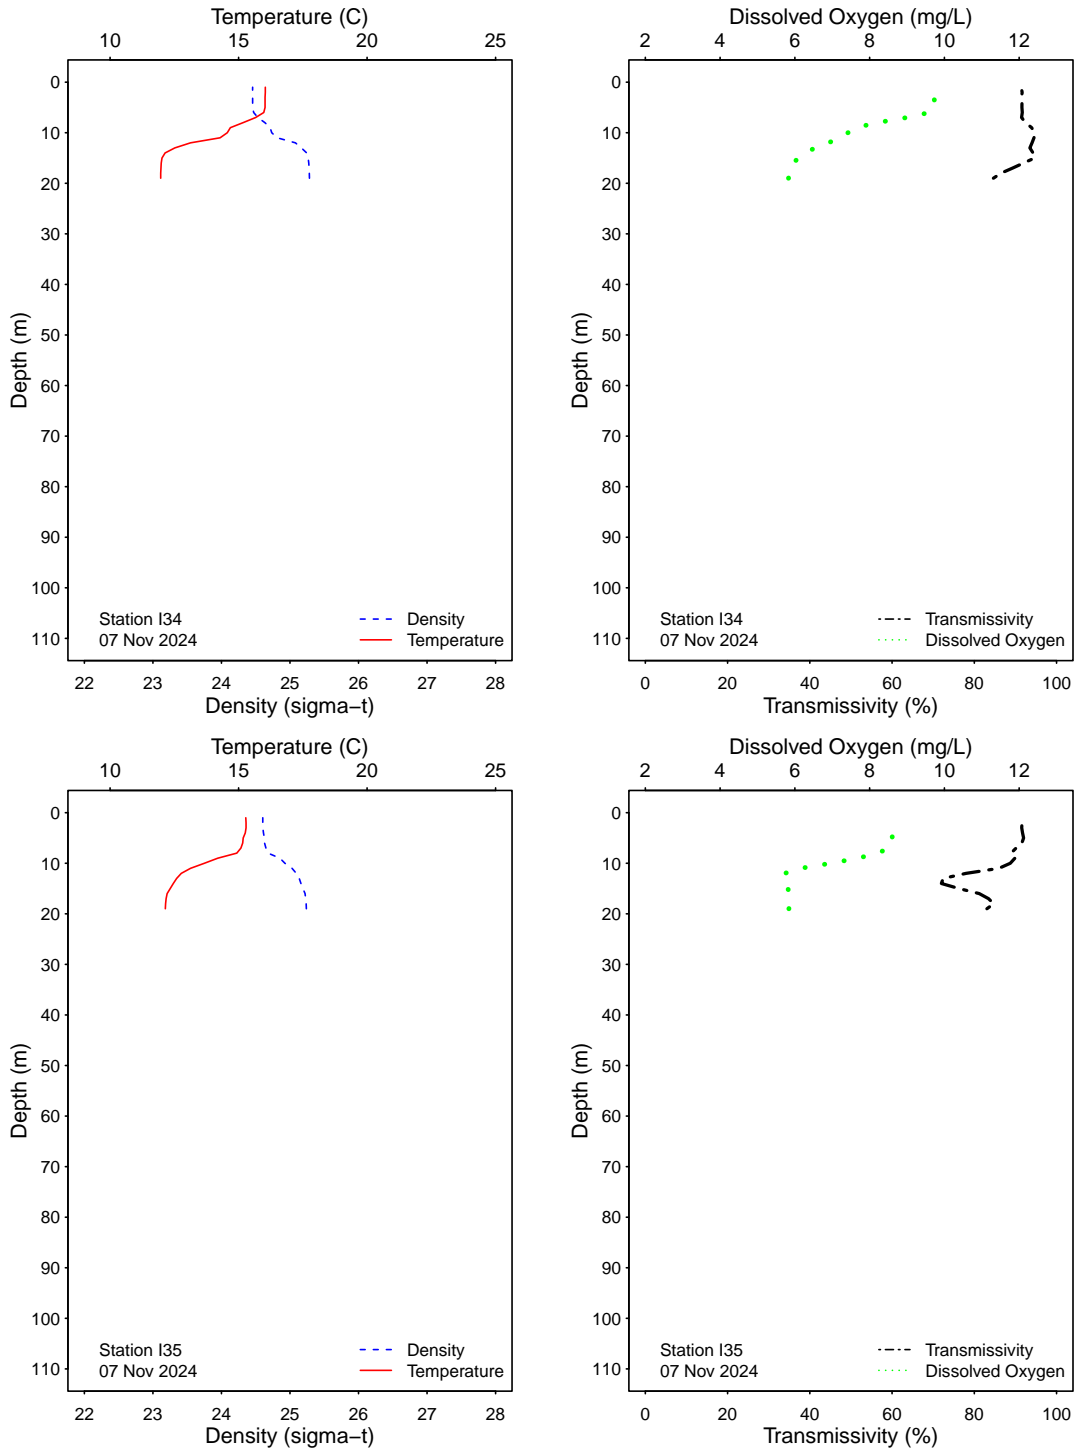 Temperature (C)
10 15 20 25
0
10
20
30
40
50
60
70
80
90
100
110
Depth (m)
Station I34
07 Nov 2024
Density
Temperature
22 23 24 25 26 27 28
Density (sigma−t)
Dissolved Oxygen (mg/L)
2 4 6 8 10 12
0
10
20
30
40
50
60
70
80
90
100
110
Depth (m)
Station I34
07 Nov 2024
Transmissivity
Dissolved Oxygen
0 20 40 60 80 100
Transmissivity (%)
Temperature (C)
10 15 20 25
0
10
20
30
40
50
60
70
80
90
100
110
Depth (m)
Station I35
07 Nov 2024
Density
Temperature
22 23 24 25 26 27 28
Density (sigma−t)
Dissolved Oxygen (mg/L)
2 4 6 8 10 12
0
10
20
30
40
50
60
70
80
90
100
110
Depth (m)
Station I35
07 Nov 2024
Transmissivity
Dissolved Oxygen
0 20 40 60 80 100
Transmissivity (%)